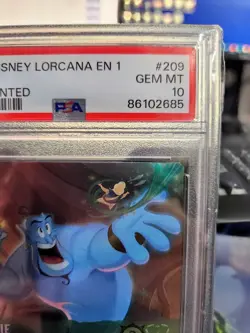 SNEY LORCANA EN 1 #209
GEM MT
NTED 10
PSA 86102685